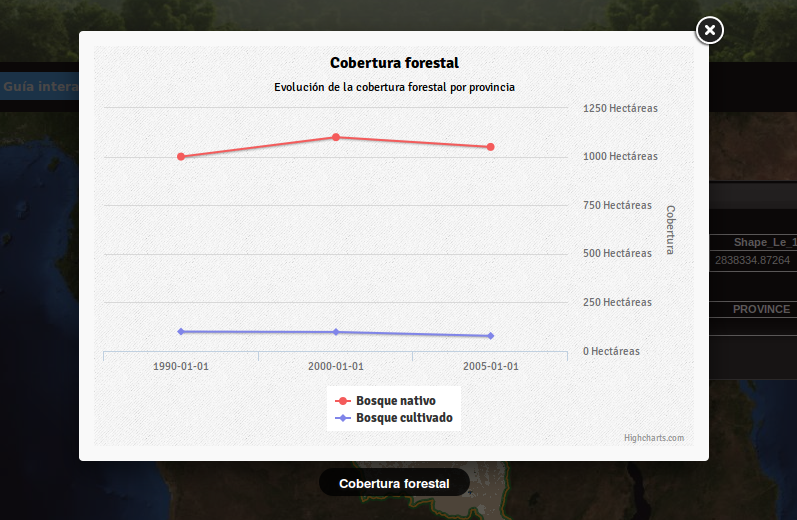 Cobertura forestal
Evolución de la cobertura forestal por provincia
Guía intera
1250 Hectáreas
1000 Hectáreas
750 Hectáreas
500 Hectáreas
250 Hectáreas
0 Hectáreas
Cobertura
1990-01-01
2000-01-01
2005-01-01
Bosque nativo
Bosque cultivado
Highcharts.com
Shape_Le_1
2838334.87264
PROVINCE
Cobertura forestal